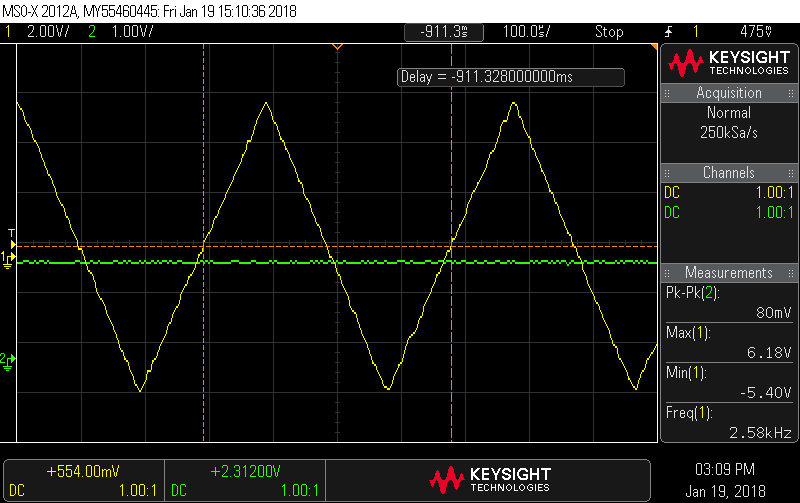 MSO-X 2012A, MY55460445: Fri Jan 19 15:10:36 2018
1 2.00V/ 2 1.00V/ -911.3ms 100.0us/ Stop 1 475mV
Delay = -911.328000000ms
KEYSIGHT
TECHNOLOGIES
Acquisition
Normal
250kSa/s
Channels
DC 1.00:1
DC 1.00:1
Measurements
Pk-Pk(2):
80mV
Max(1):
6.18V
Min(1):
-5.40V
Freq(1):
2.58kHz
T
1
2
+554.00mV
DC 1.00:1
+2.31200V
DC 1.00:1
KEYSIGHT
TECHNOLOGIES
03:09 PM
Jan 19, 2018